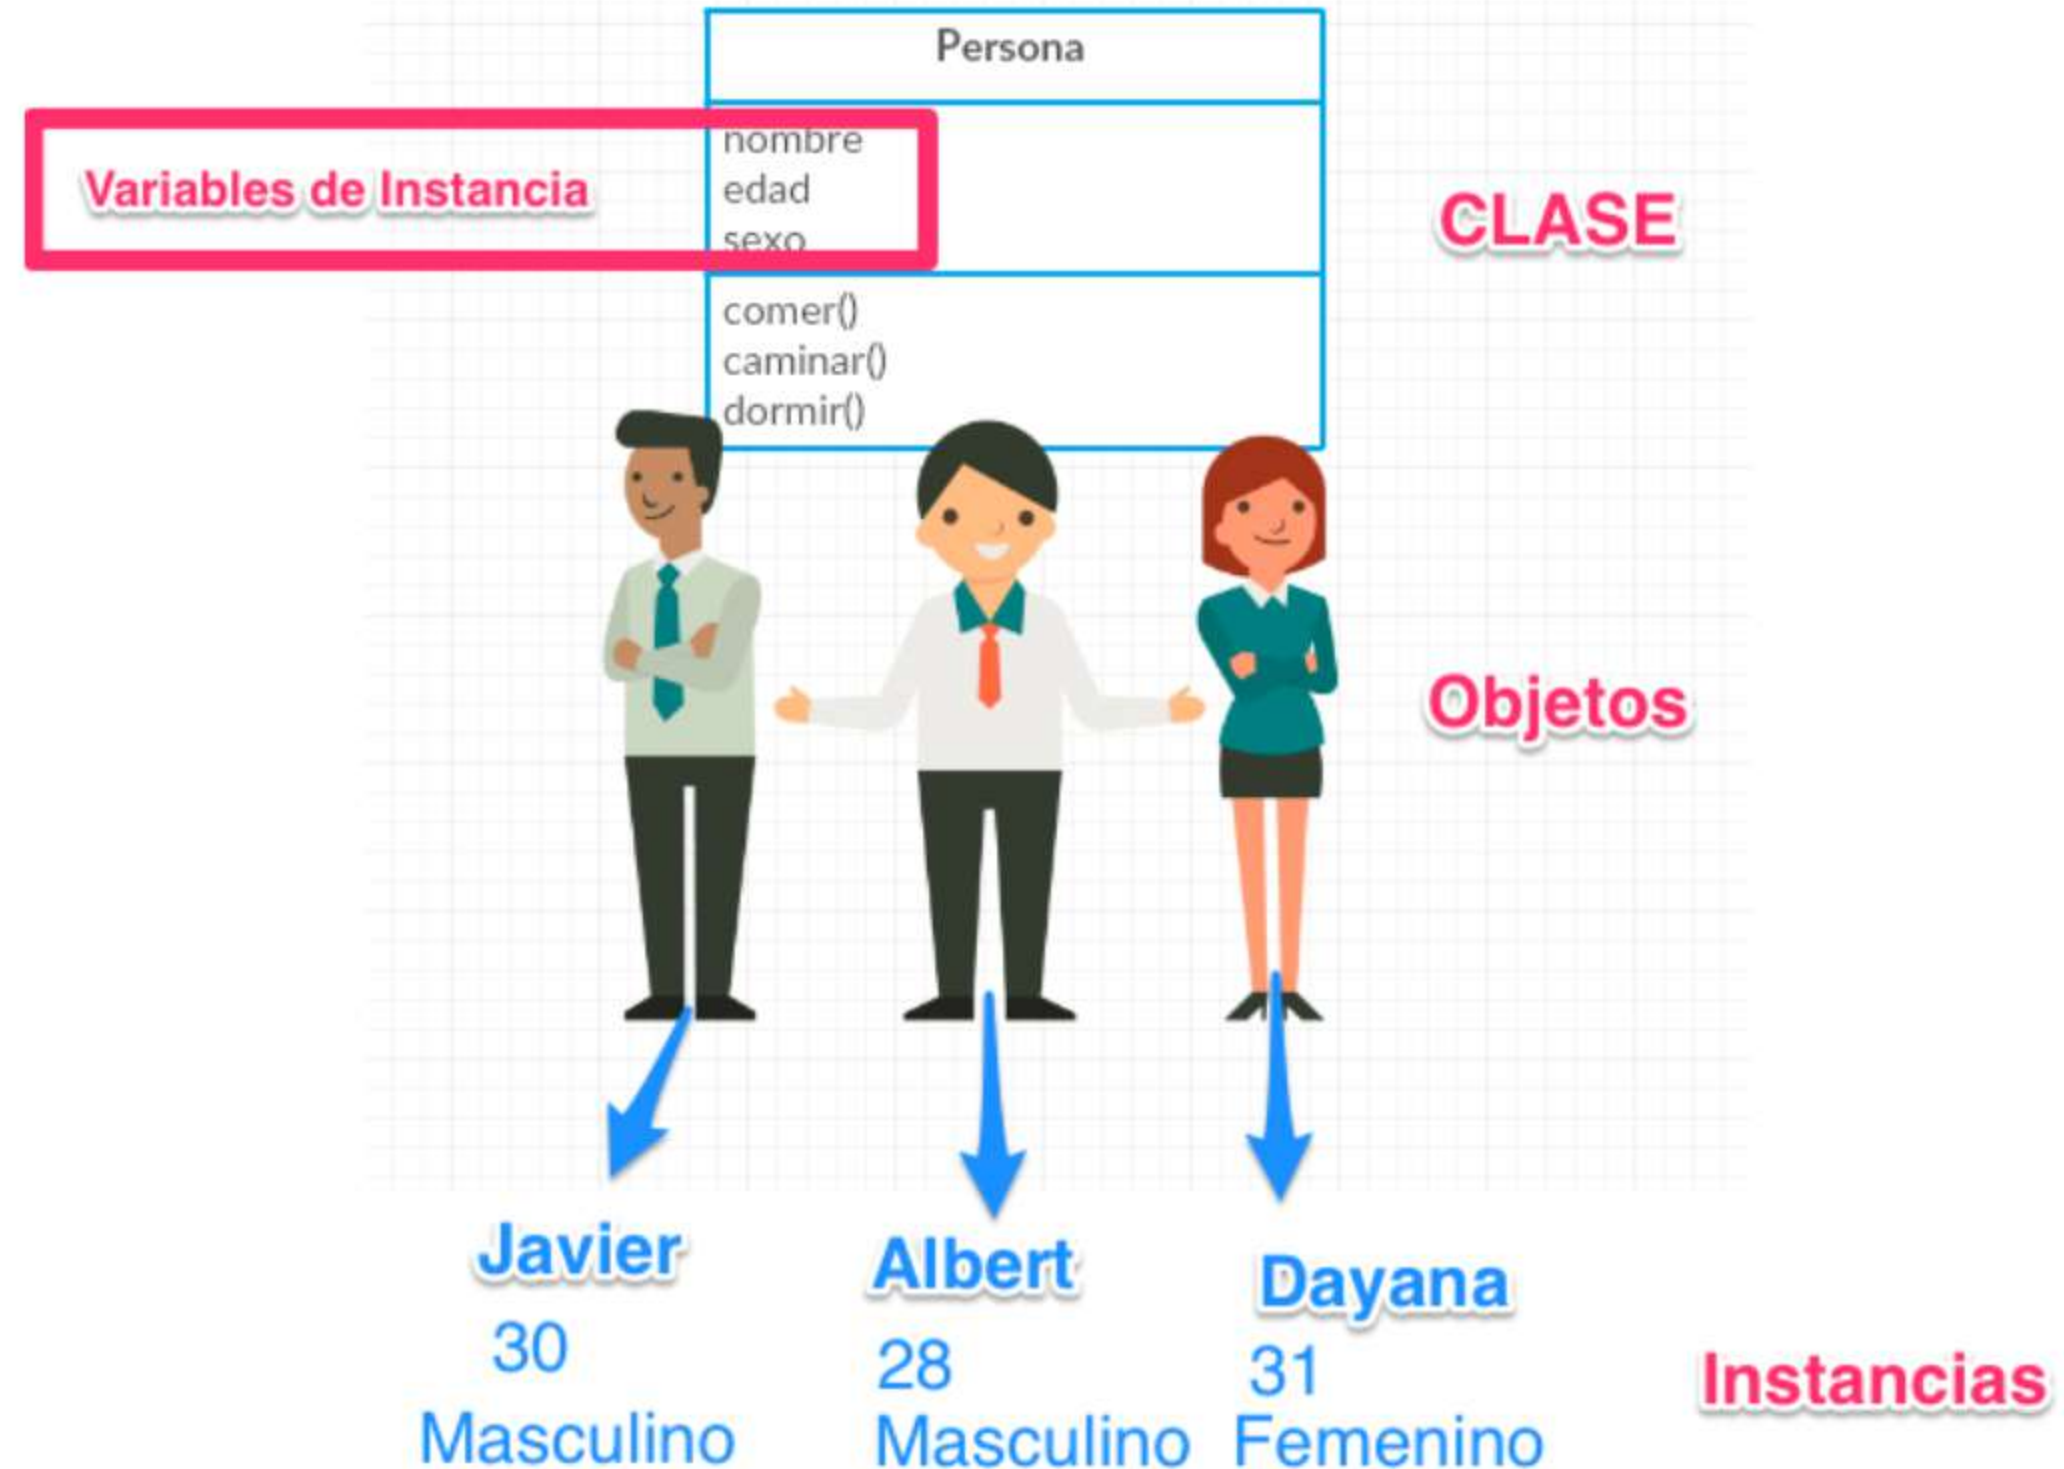 Persona
Variables de Instancia
nombre
edad
sexo
CLASE
comer()
caminar()
dormir()
Objetos
Javier
30
Masculino
Albert
28
Masculino
Dayana
31
Femenino
Instancias